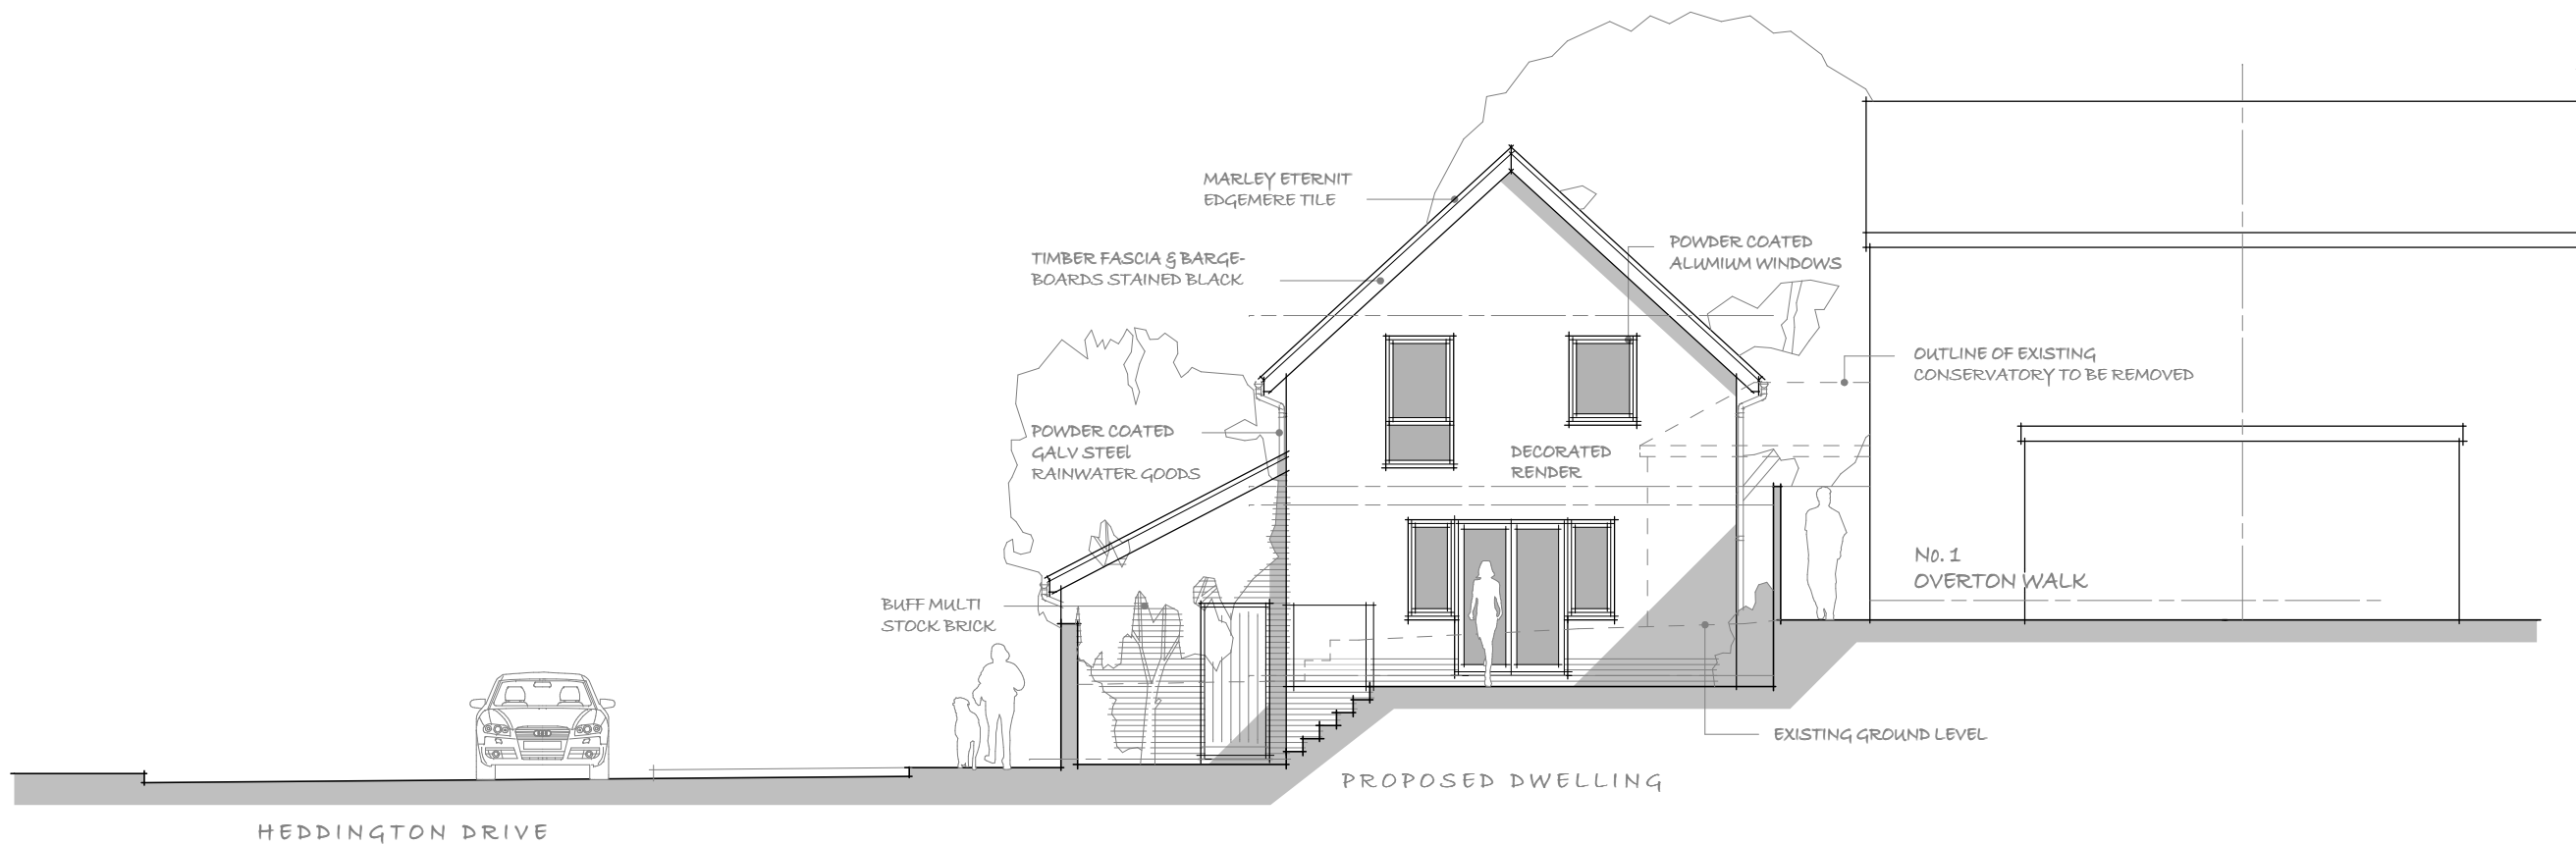 MARLEY ETERNIT
EDGEMERE TILE
POWDER COATED
ALUMIUM WINDOWS
TIMBER FASCIA & BARGE-
BOARDS STAINED BLACK
OUTLINE OF EXISTING
CONSERVATORY TO BE REMOVED
POWDER COATED
GALV STEEl
RAINWATER GOODS
DECORATED
RENDER
No. 1
OVERTON WALK
BUFF MULTI
STOCK BRICK
EXISTING GROUND LEVEL
PROPOSED DWELLING
HEDDINGTON DRIVE